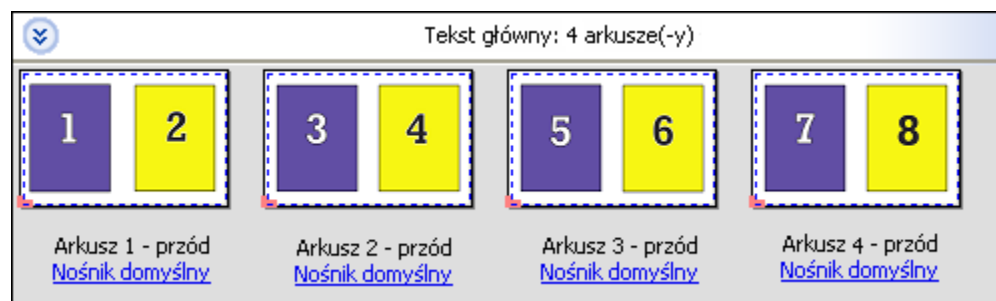 Tekst główny: 4 arkusze(-y)
1 2 3 4 5 6 7 8
Arkusz 1 - przód Arkusz 2 - przód Arkusz 3 - przód Arkusz 4 - przód
Nośnik domyślny Nośnik domyślny Nośnik domyślny Nośnik domyślny